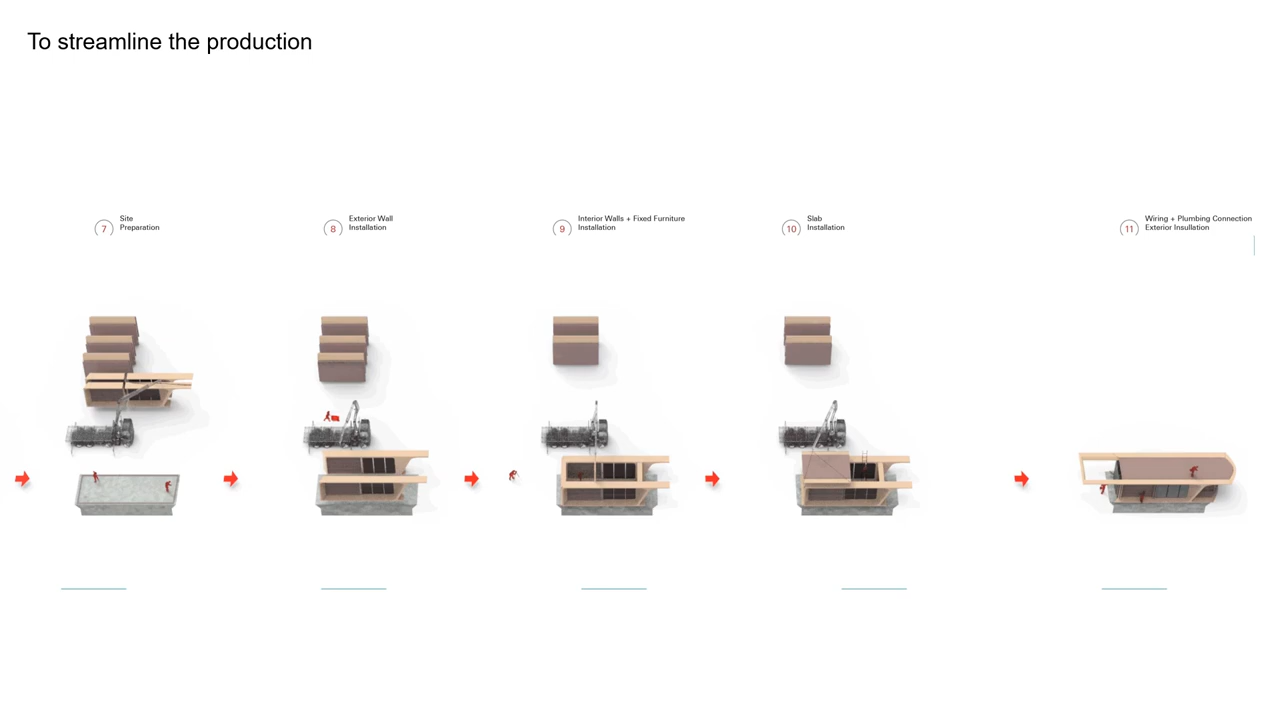 To streamline the production
7
Site
Preparation
8
Exterior Wall
Installation
9
Interior Walls + Fixed Furniture
Installation
10
Slab
Installation
11
Wiring + Plumbing Connection
Exterior Insullation